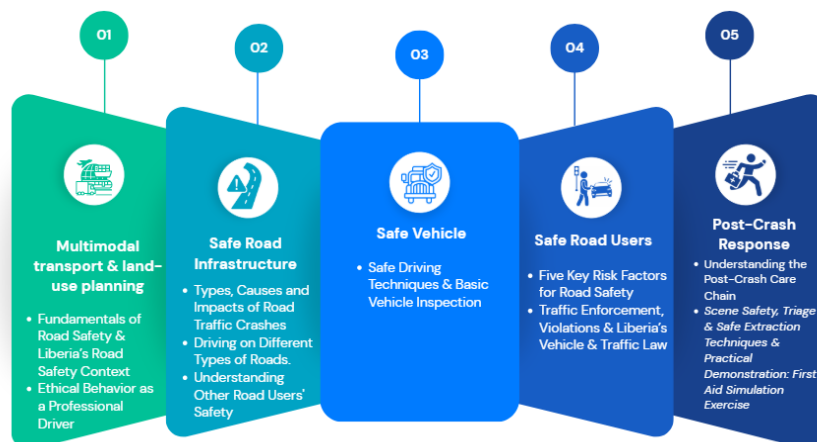 01
Multimodal
transport & land-
use planning
• Fundamentals of
Road Safety &
Liberia's Road
Safety Context
• Ethical Behavior as
a Professional
Driver
02
Safe Road
Infrastructure
• Types, Causes and
Impacts of Road
Traffic Crashes
• Driving on Different
Types of Roads.
• Understanding
Other Road Users'
Safety
03
Safe Vehicle
• Safe Driving
Techniques & Basic
Vehicle Inspection
04
Safe Road Users
• Five Key Risk Factors
for Road Safety
• Traffic Enforcement,
Violations & Liberia's
Vehicle & Traffic Law
05
Post-Crash
Response
• Understanding the
Post-Crash Care
Chain
• Scene Safety, Triage
& Safe Extraction
Techniques &
Practical
Demonstration: First
Aid Simulation
Exercise